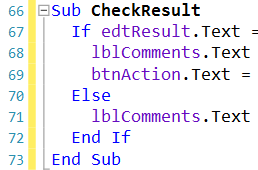 66 Sub CheckResult
67 If edtResult.Text =
68 lblComments.Text
69 btnAction.Text =
70 Else
71 lblComments.Text
72 End If
73 End Sub